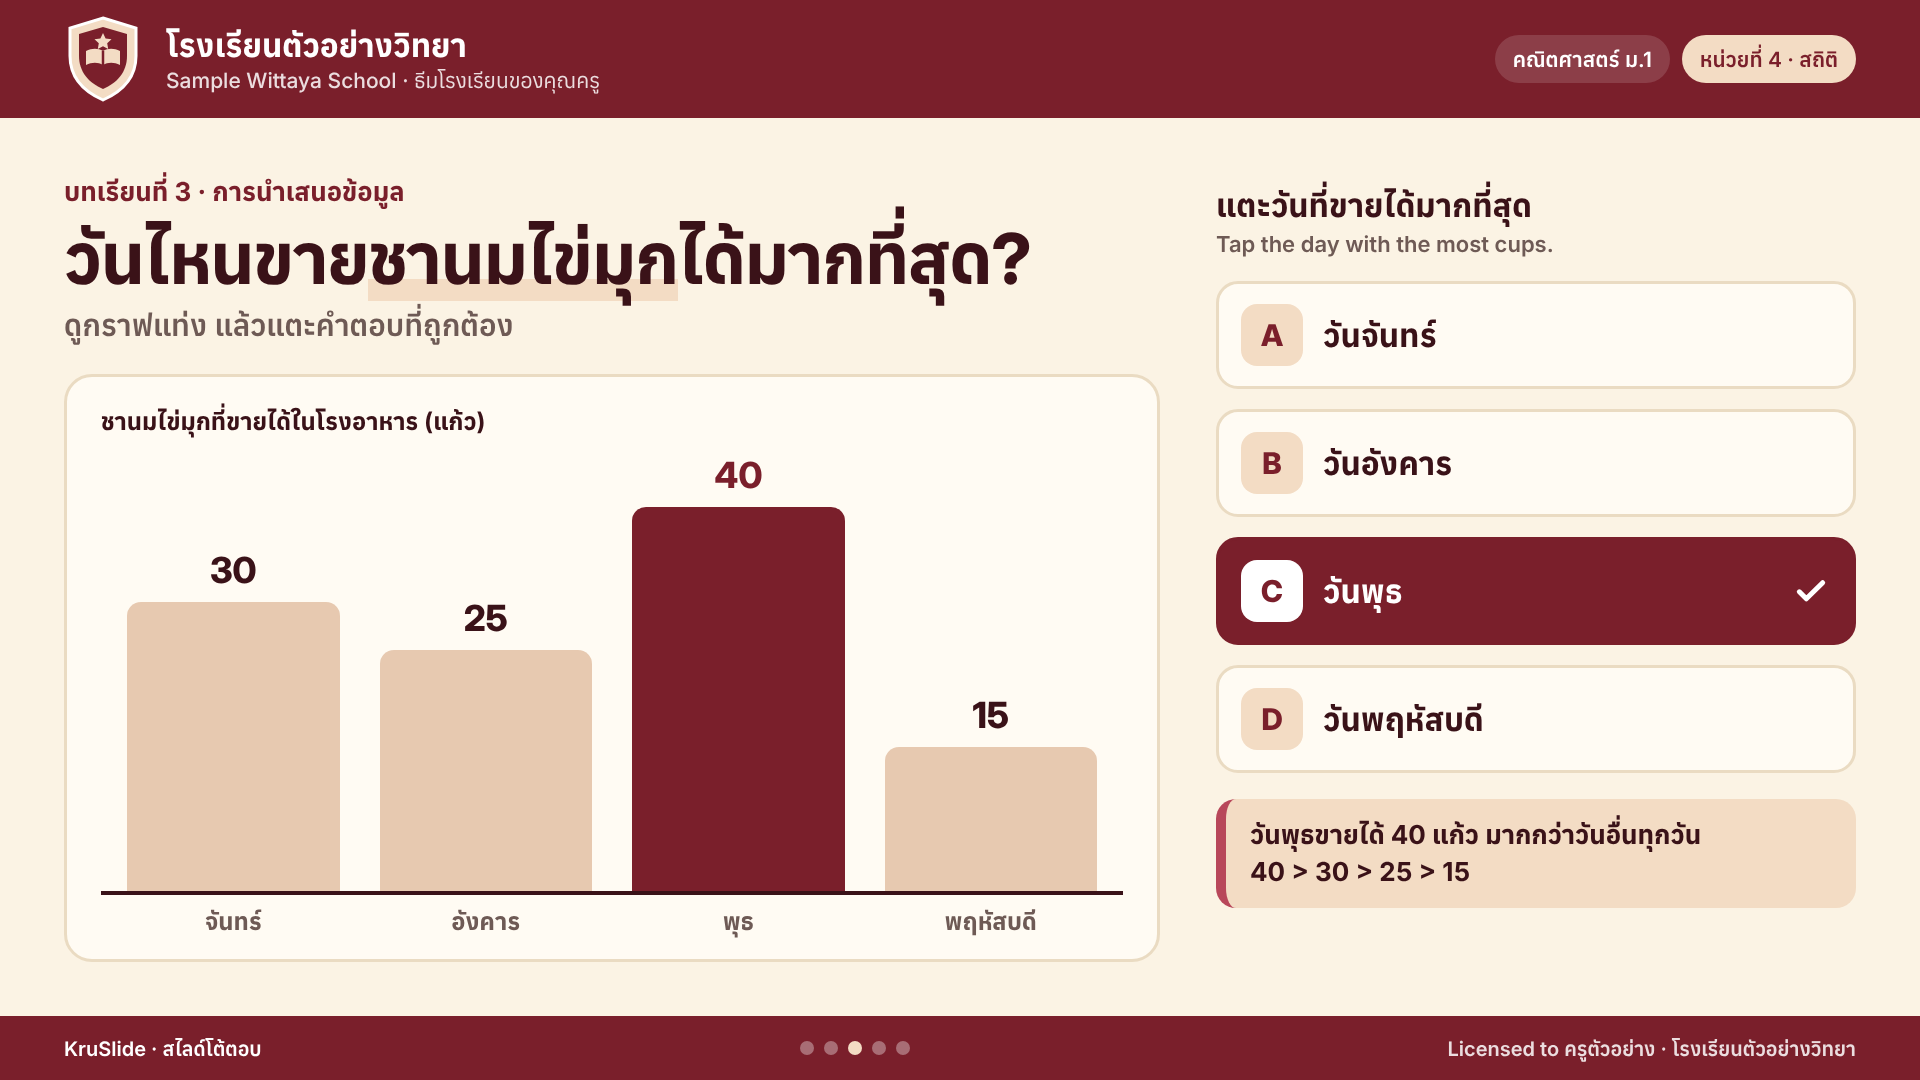 โรงเรียนตัวอย่างวิทยา
Sample Wittaya School · ธีมโรงเรียนของคุณครู
คณิตศาสตร์ ม.1
หน่วยที่ 4 · สถิติ
บทเรียนที่ 3 · การนำเสนอข้อมูล
วันไหนขายชานมไข่มุกได้มากที่สุด?
ดูกราฟแท่ง แล้วแตะคำตอบที่ถูกต้อง
ชานมไข่มุกที่ขายได้ในโรงอาหาร (แก้ว)
30
25
40
15
จันทร์
อังคาร
พุธ
พฤหัสบดี
แตะวันที่ขายได้มากที่สุด
Tap the day with the most cups.
A วันจันทร์
B วันอังคาร
C วันพุธ
D วันพฤหัสบดี
วันพุธขายได้ 40 แก้ว มากกว่าวันอื่นทุกวัน
40 > 30 > 25 > 15
KruSlide · สไลด์โต้ตอบ
Licensed to ครูตัวอย่าง · โรงเรียนตัวอย่างวิทยา